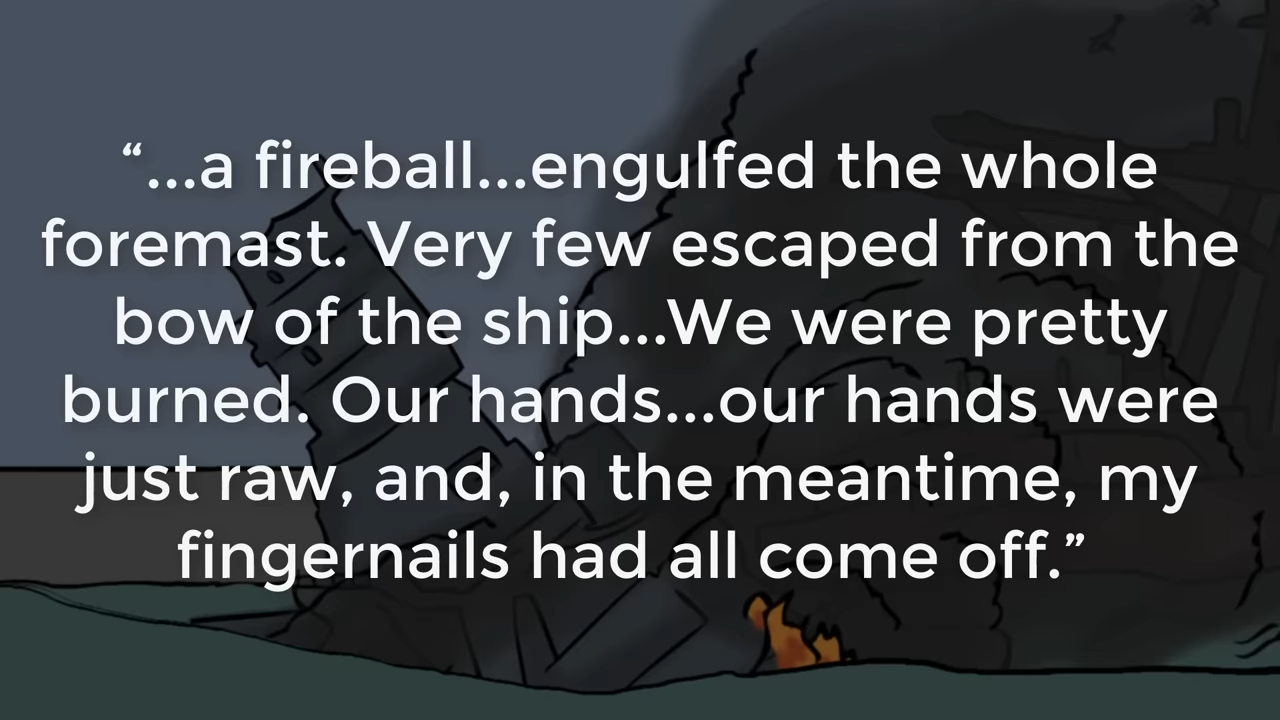 “...a fireball...engulfed the whole
foremast. Very few escaped from the
bow of the ship...We were pretty
burned. Our hands...our hands were
just raw, and, in the meantime, my
fingernails had all come off.”